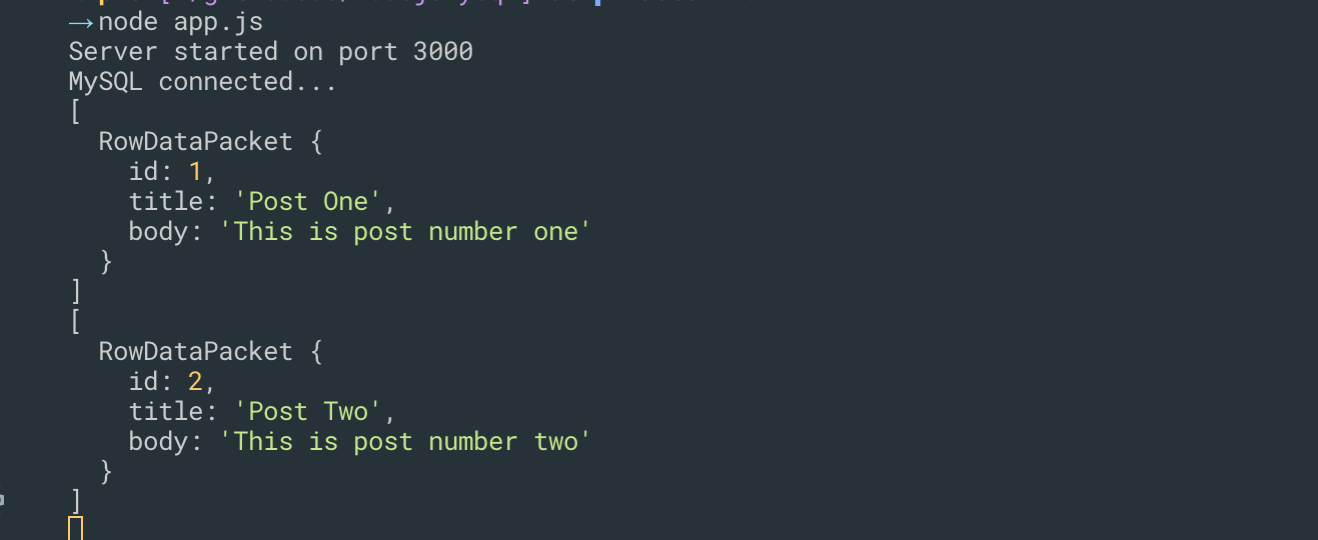 →node app.js
Server started on port 3000
MySQL connected...
[
  RowDataPacket {
    id: 1,
    title: 'Post One',
    body: 'This is post number one'
  }
]
[
  RowDataPacket {
    id: 2,
    title: 'Post Two',
    body: 'This is post number two'
  }
]